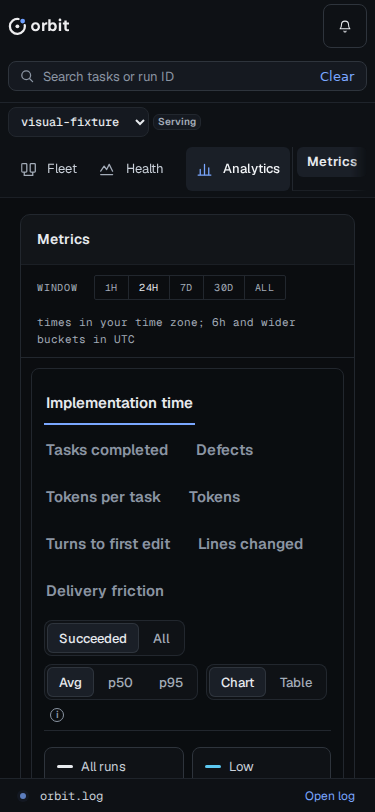 orbit
Search tasks or run ID Clear
visual-fixture Serving
Fleet Health Analytics Metrics
Metrics
WINDOW 1H 24H 7D 30D ALL
times in your time zone; 6h and wider
buckets in UTC
Implementation time
Tasks completed Defects
Tokens per task Tokens
Turns to first edit Lines changed
Delivery friction
Succeeded All
Avg p50 p95 Chart Table
All runs Low
orbit.log Open log